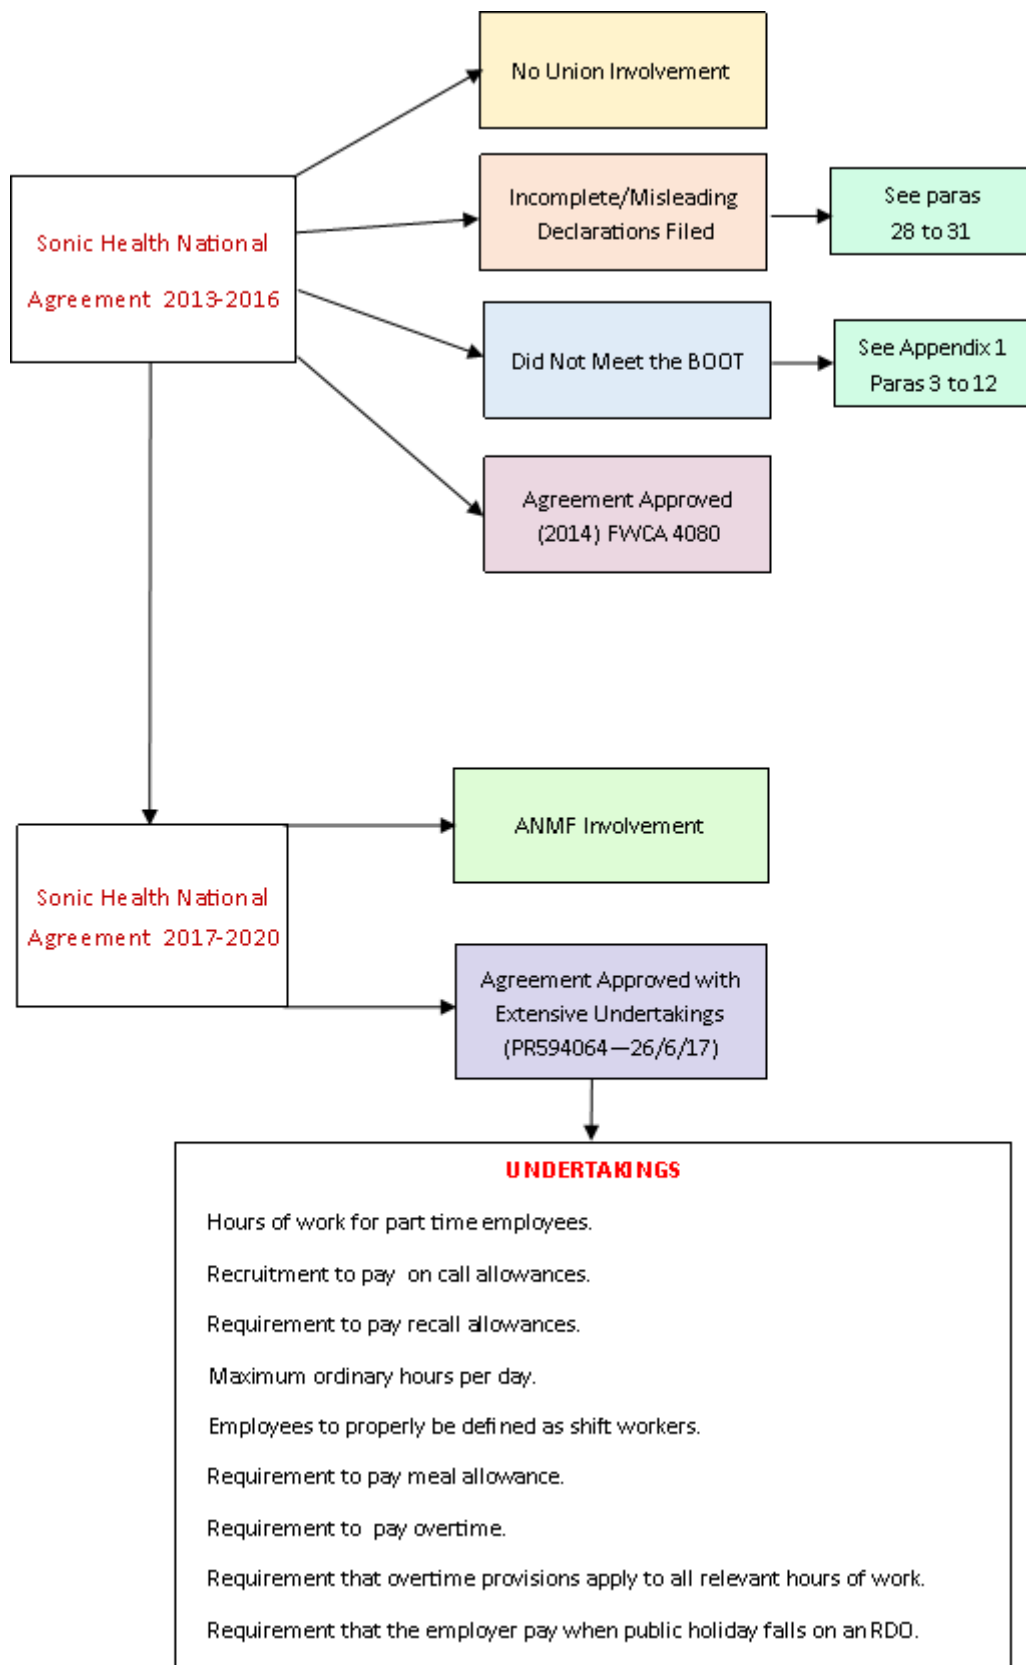 No Union Involvement
Sonic Health National
Agreement 2013-2016
Incomplete/Misleading
Declarations Filed
See paras
28 to 31
Did Not Meet the BOOT
See Appendix 1
Paras 3 to 12
Agreement Approved
(2014) FWCA 4080
ANMF Involvement
Sonic Health National
Agreement 2017-2020
Agreement Approved with
Extensive Undertakings
(PR594064—26/6/17)
UNDERTAKINGS
Hours of work for part time employees.
Recruitment to pay on call allowances.
Requirement to pay recall allowances.
Maximum ordinary hours per day.
Employees to properly be defined as shift workers.
Requirement to pay meal allowance.
Requirement to pay overtime.
Requirement that overtime provisions apply to all relevant hours of work.
Requirement that the employer pay when public holiday falls on an RDO.